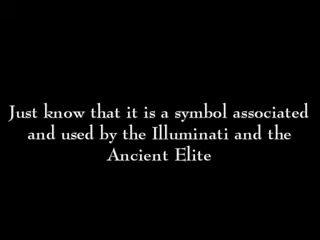 Just know that it is a symbol associated
and used by the Illuminati and the
Ancient Elite